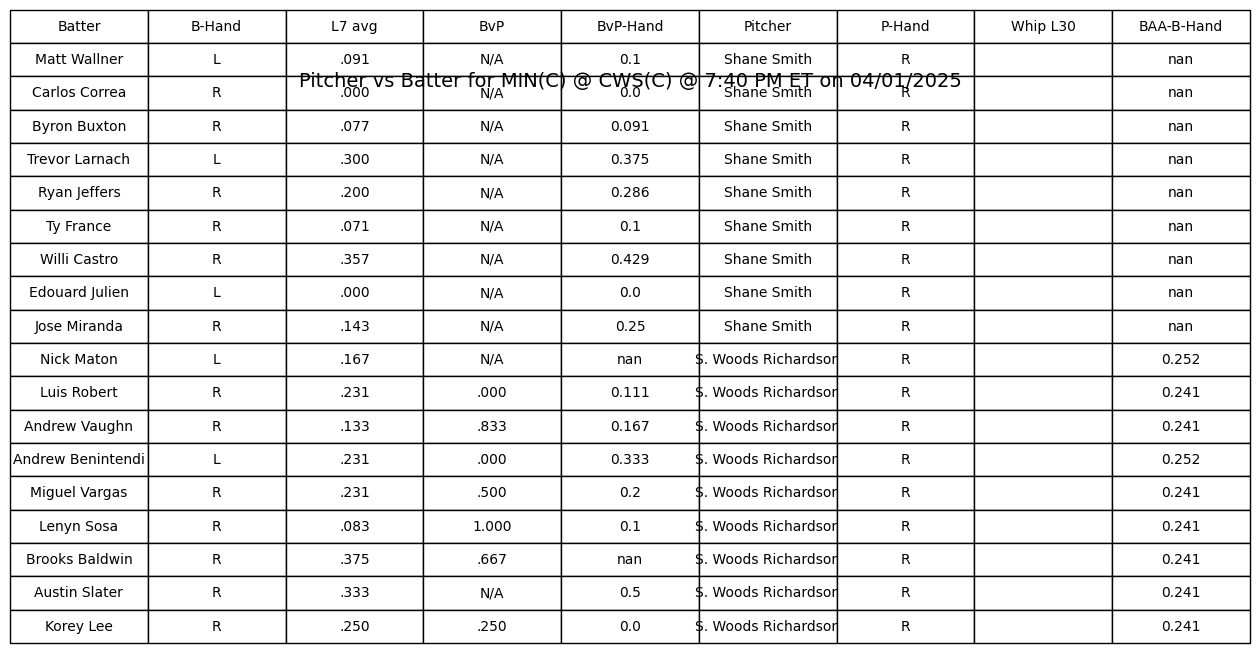 Batter B-Hand L7 avg BvP BvP-Hand Pitcher P-Hand Whip L30 BAA-B-Hand
Matt Wallner L .091 N/A 0.1 Shane Smith R nan
Pitcher vs Batter for MIN(C) @ CWS(C) @ 7:40 PM ET on 04/01/2025
Carlos Correa R .000 N/A 0.0 Shane Smith R nan
Byron Buxton R .077 N/A 0.091 Shane Smith R nan
Trevor Larnach L .300 N/A 0.375 Shane Smith R nan
Ryan Jeffers R .200 N/A 0.286 Shane Smith R nan
Ty France R .071 N/A 0.1 Shane Smith R nan
Willi Castro R .357 N/A 0.429 Shane Smith R nan
Edouard Julien L .000 N/A 0.0 Shane Smith R nan
Jose Miranda R .143 N/A 0.25 Shane Smith R nan
Nick Maton L .167 N/A nan S. Woods Richardson R 0.252
Luis Robert R .231 .000 0.111 S. Woods Richardson R 0.241
Andrew Vaughn R .133 .833 0.167 S. Woods Richardson R 0.241
Andrew Benintendi L .231 .000 0.333 S. Woods Richardson R 0.252
Miguel Vargas R .231 .500 0.2 S. Woods Richardson R 0.241
Lenyn Sosa R .083 1.000 0.1 S. Woods Richardson R 0.241
Brooks Baldwin R .375 .667 nan S. Woods Richardson R 0.241
Austin Slater R .333 N/A 0.5 S. Woods Richardson R 0.241
Korey Lee R .250 .250 0.0 S. Woods Richardson R 0.241